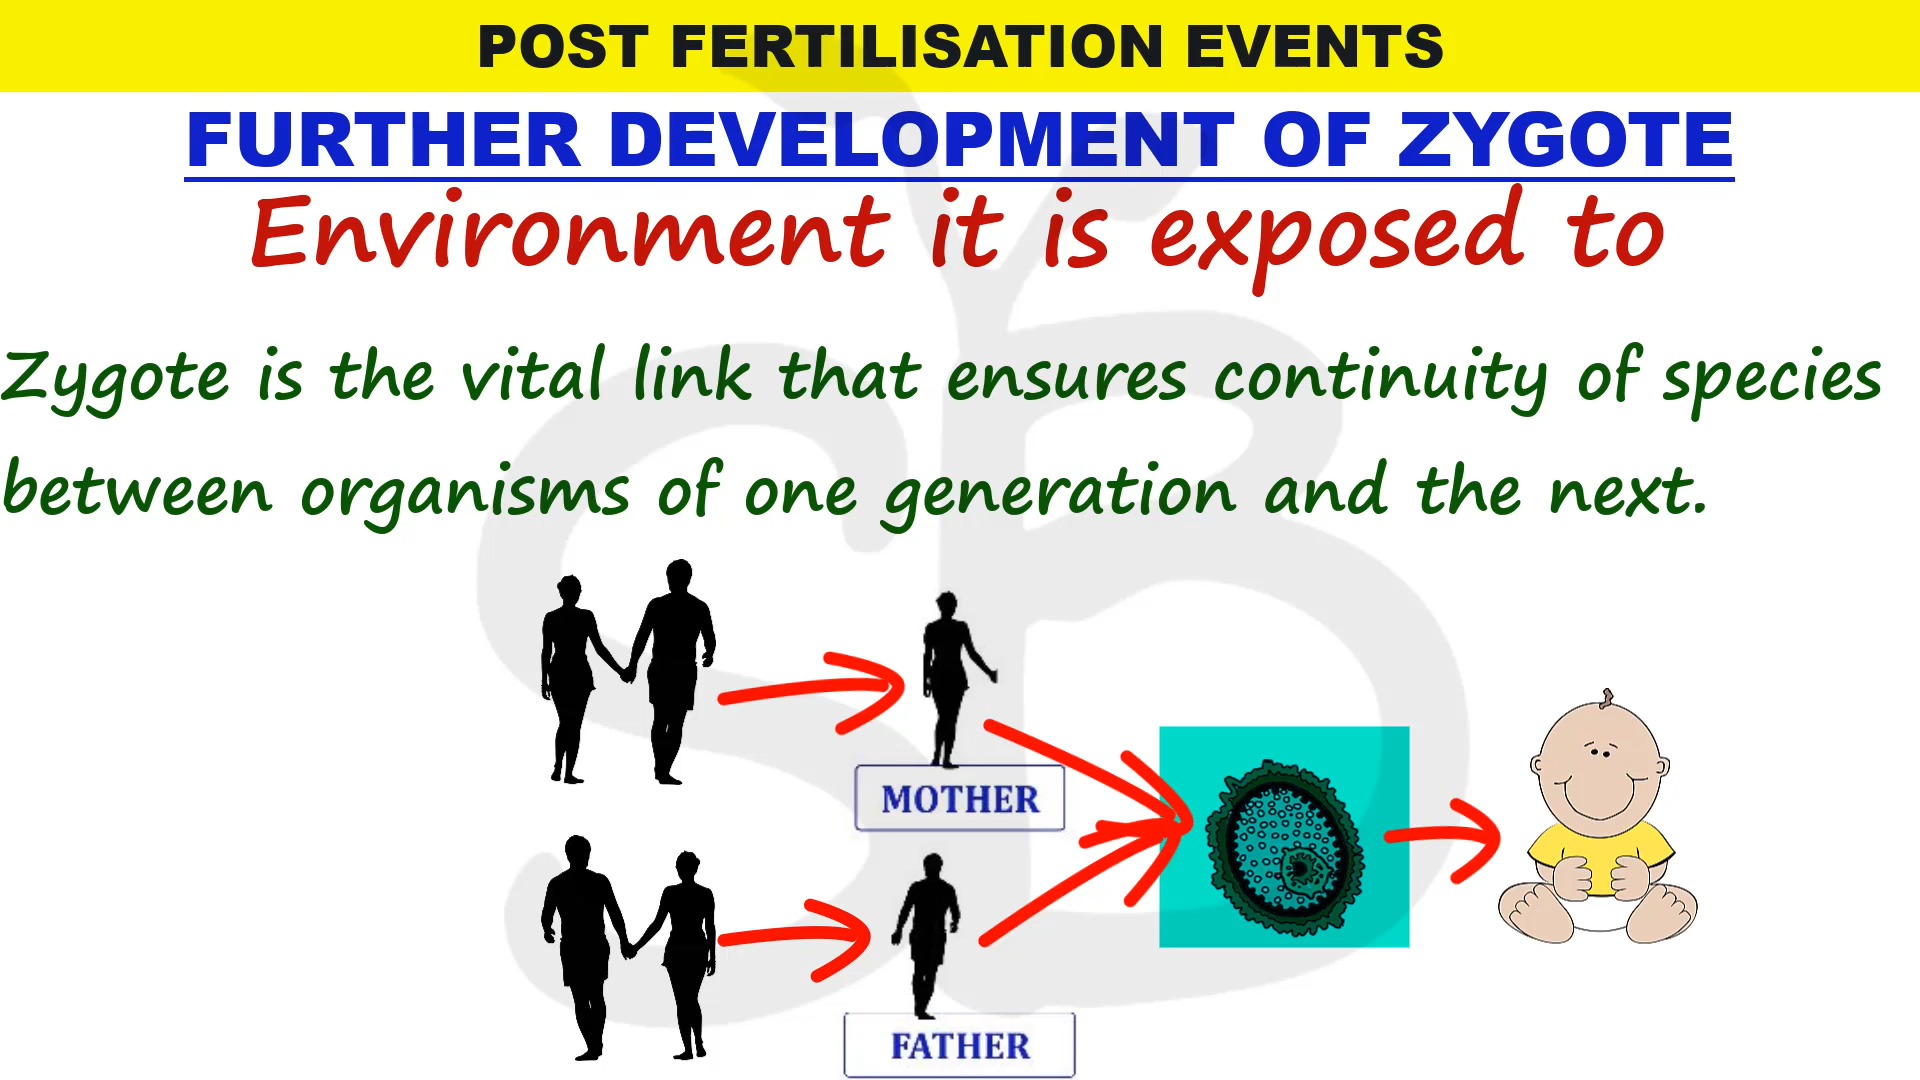 POST FERTILISATION EVENTS
FURTHER DEVELOPMENT OF ZYGOTE
Environment it is exposed to
Zygote is the vital link that ensures continuity of species
between organisms of one generation and the next.
MOTHER
FATHER